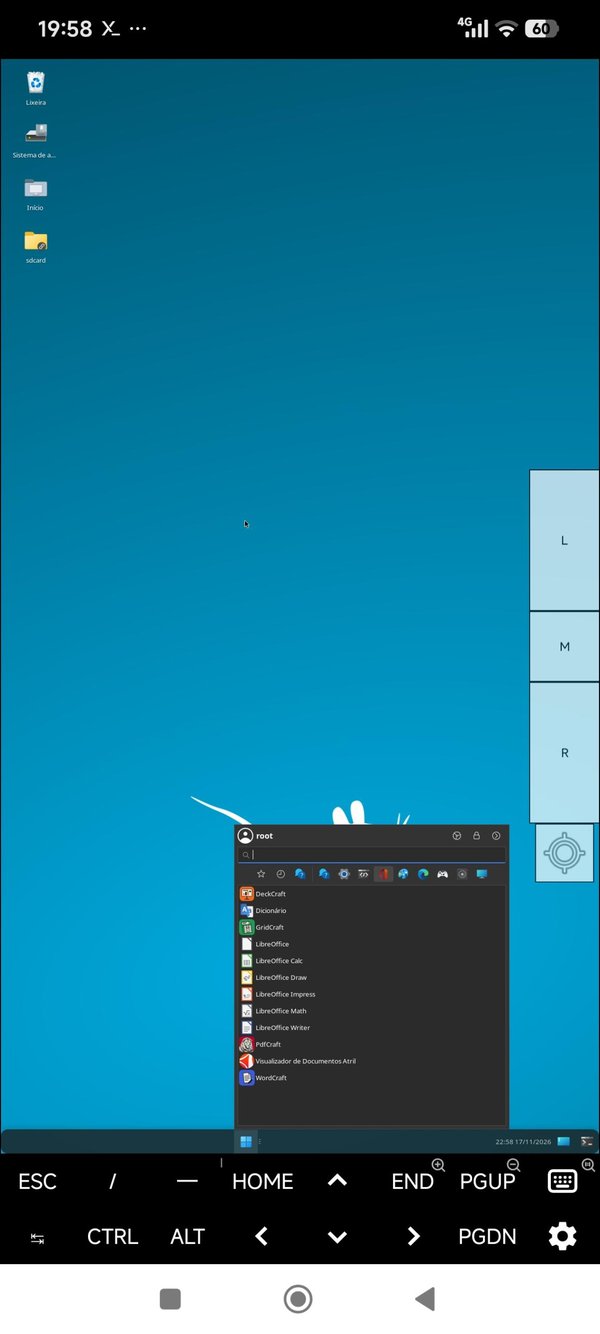 19:58
4G
60
Lixeira
Sistema de a...
Início
sdcard
L
M
R
root
DeckCraft
Dicionário
GridCraft
LibreOffice
LibreOffice Calc
LibreOffice Draw
LibreOffice Impress
LibreOffice Math
LibreOffice Writer
PdfCraft
Visualizador de Documentos Atril
WordCraft
22:58 17/11/2026
ESC / — HOME END PGUP
CTRL ALT PGDN